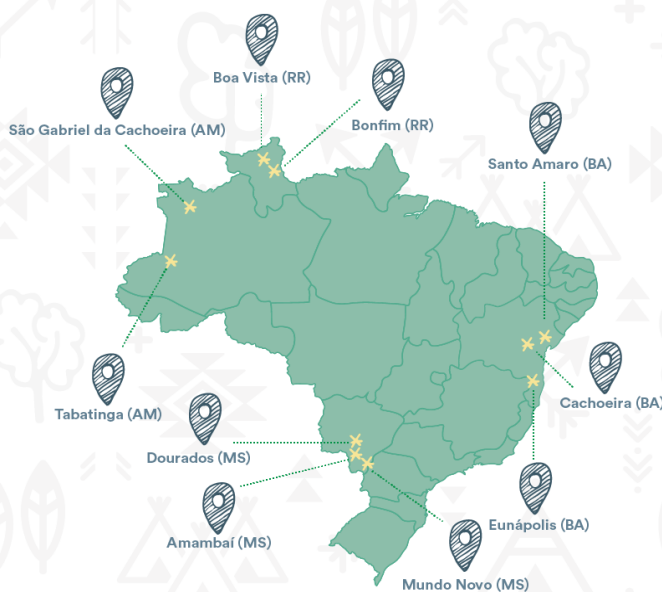 Boa Vista (RR)
São Gabriel da Cachoeira (AM)
Bonfim (RR)
Santo Amaro (BA)
Cachoeira (BA)
Tabatinga (AM)
Dourados (MS)
Eunápolis (BA)
Amambaí (MS)
Mundo Novo (MS)